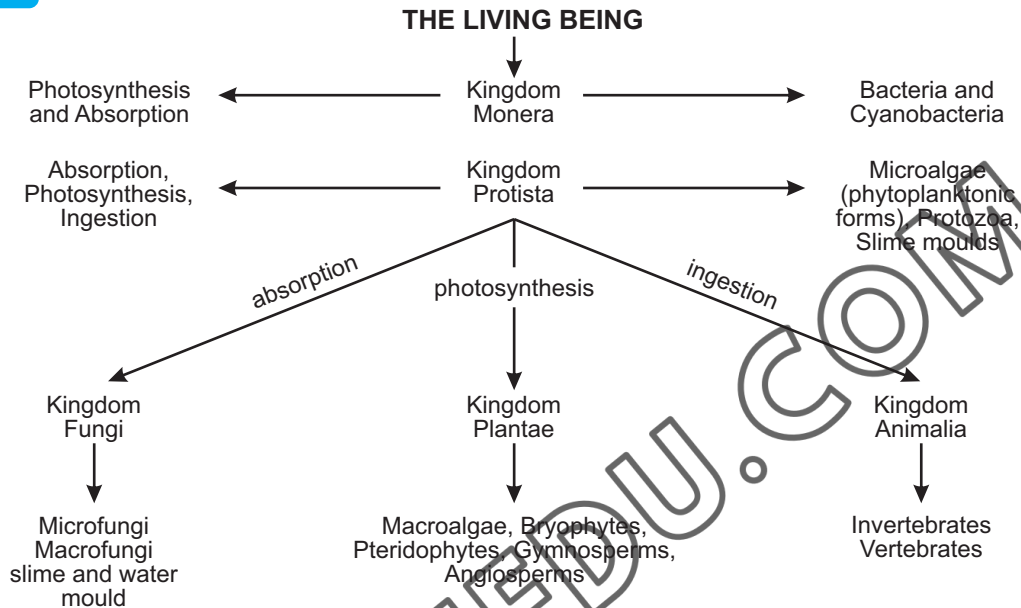 THE LIVING BEING
Photosynthesis
and Absorption
Kingdom
Monera
Bacteria and
Cyanobacteria
Absorption,
Photosynthesis,
Ingestion
Kingdom
Protista
Microalgae
(phytoplanktonic
forms), Protozoa,
Slime moulds
absorption
photosynthesis
ingestion
Kingdom
Fungi
Kingdom
Plantae
Kingdom
Animalia
Microfungi
Macrofungi
slime and water
mould
Macroalgae, Bryophytes,
Pteridophytes, Gymnosperms,
Angiosperms
Invertebrates
Vertebrates
EDU.COM